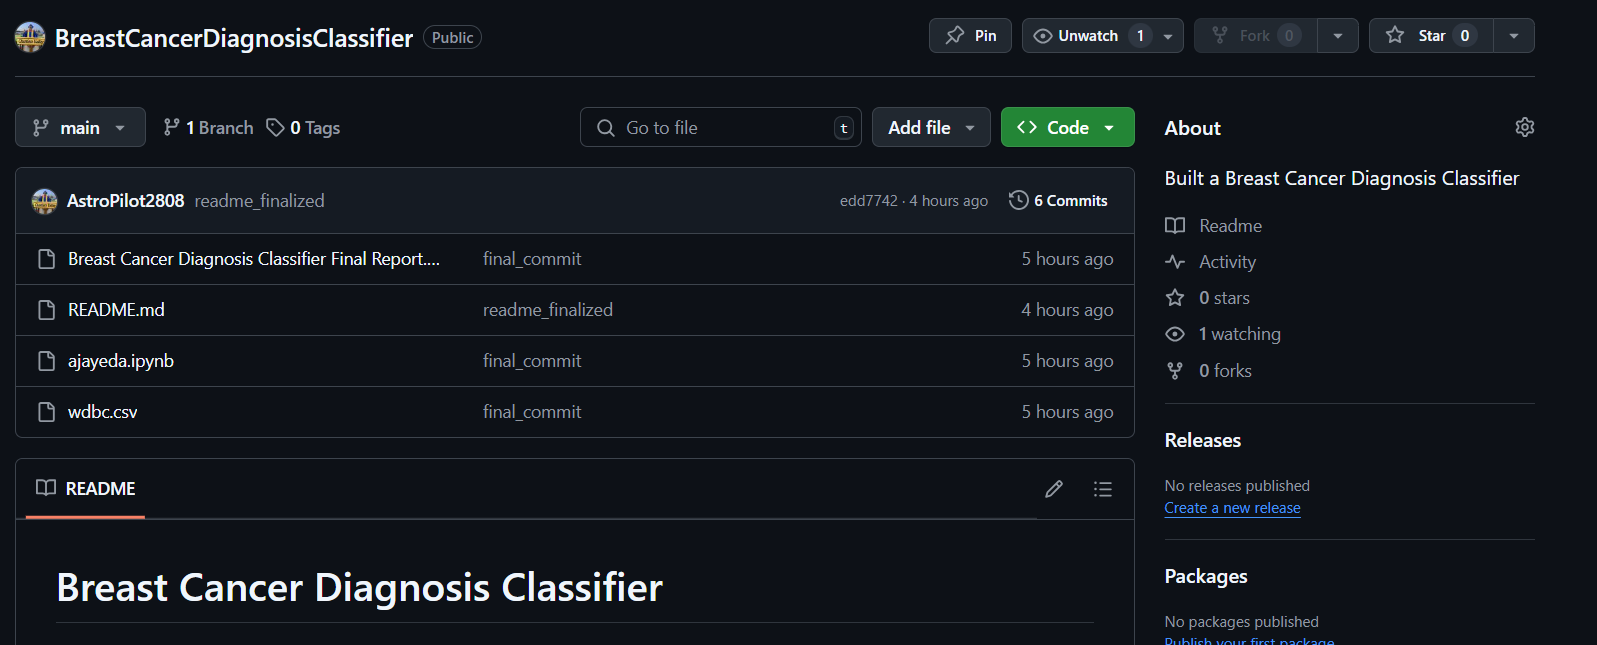 BreastCancerDiagnosisClassifier Public Pin Unwatch 1 Fork 0 Star 0
main 1 Branch 0 Tags Go to file t Add file Code
AstroPilot2808 readme_finalized edd7742 · 4 hours ago 6 Commits
Breast Cancer Diagnosis Classifier Final Report.... final_commit 5 hours ago
README.md readme_finalized 4 hours ago
ajayeda.ipynb final_commit 5 hours ago
wdbc.csv final_commit 5 hours ago
README
Breast Cancer Diagnosis Classifier
About
Built a Breast Cancer Diagnosis Classifier
Readme
Activity
0 stars
1 watching
0 forks
Releases
No releases published
Create a new release
Packages
No packages published
Publish your first package